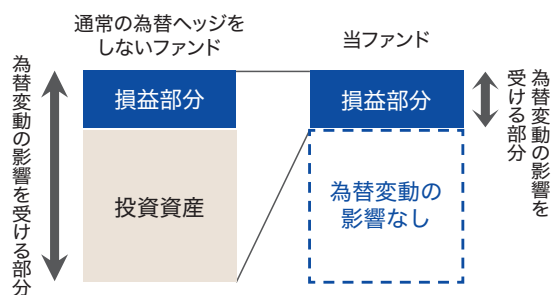 通常の為替ヘッジを
しないファンド
当ファンド
為替変動の影響を受ける部分
損益部分
投資資産
損益部分
為替変動の
影響なし
為替変動の影響を
受ける部分